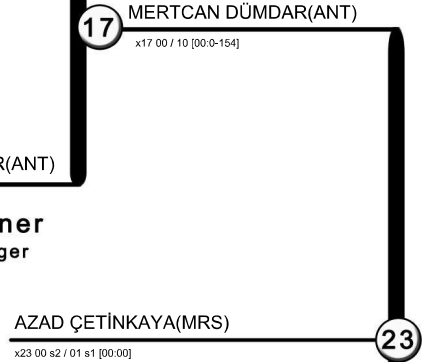 MERTCAN DÜMDAR(ANT)
17
x17 00 / 10 [00:0-154]
R(ANT)
ner
ger
AZAD ÇETİNKAYA(MRS)
23
x23 00 s2 / 01 s1 [00:00]